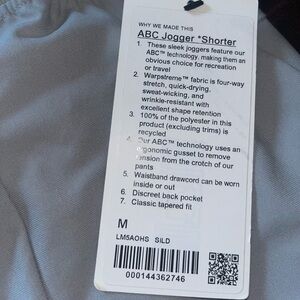 WHY WE MADE THIS
ABC Jogger *Shorter
1. These sleek joggers feature our
ABC™ technology, making them an
obvious choice for recreation
or travel
2. Warpstreme™ fabric is four-way
stretch, quick-drying,
sweat-wicking, and
wrinkle-resistant with
excellent shape retention
3. 100% of the polyester in this
product (excluding trims) is
recycled
4. Our ABC™ technology uses an
ergonomic gusset to remove
tension from the crotch of our
pants
5. Waistband drawcord can be worn
inside or out
6. Discreet back pocket
7. Classic tapered fit
M
LM5AOHS SILD
000144362746